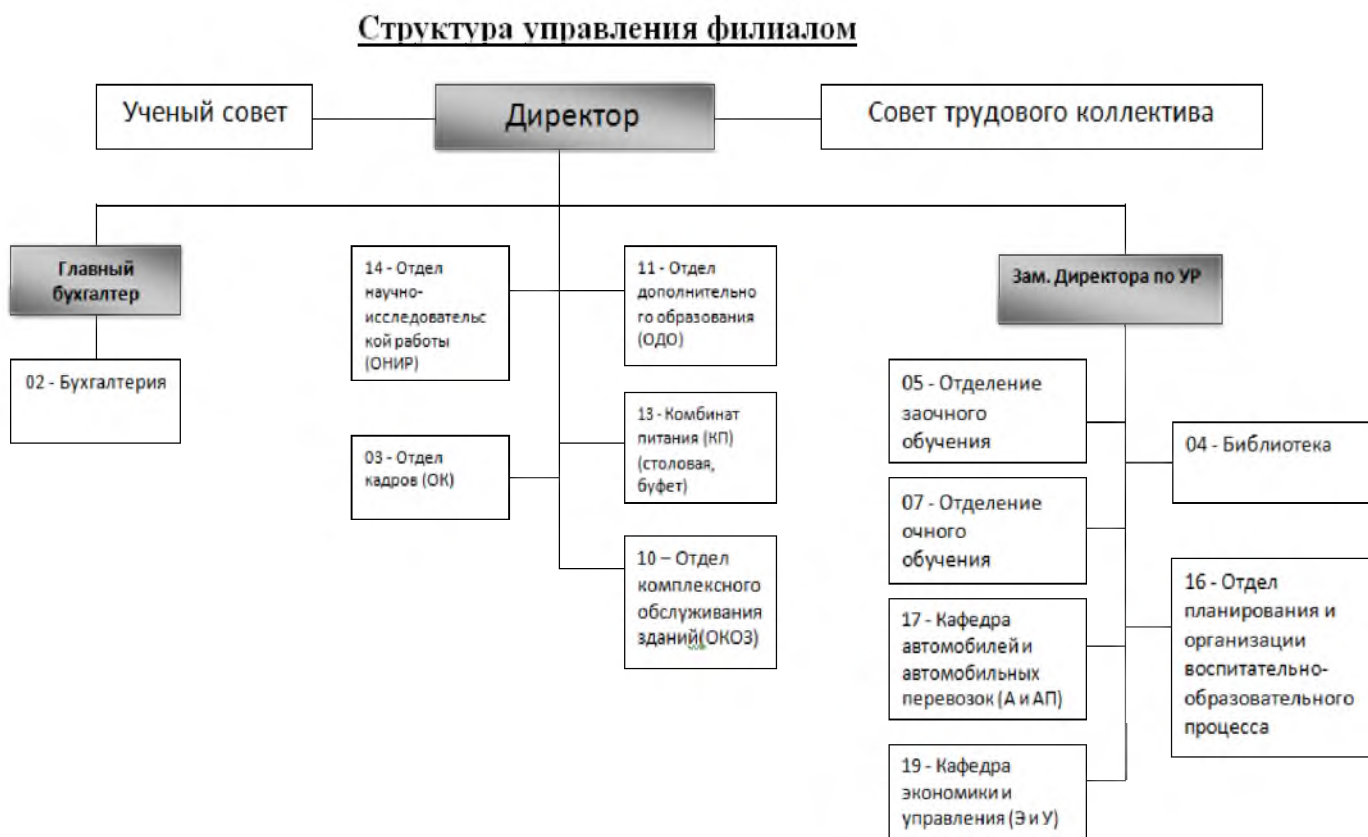 Структура управления филиалом
Ученый совет
Директор
Совет трудового коллектива
Главный
бухгалтер
02 - Бухгалтерия
14 - Отдел
научно-
исследовательс
кой работы
(ОНИР)
03 - Отдел
кадров (ОК)
11 - Отдел
дополнительно
го образования
(ОДО)
13 - Комбинат
питания (КП)
(столовая,
буфет)
10 – Отдел
комплексного
обслуживания
зданий(ОКОЗ)
Зам. Директора по УР
05 - Отделение
заочного
обучения
07 - Отделение
очного
обучения
17 - Кафедра
автомобилей и
автомобильных
перевозок (А и АП)
19 - Кафедра
экономики и
управления (Э и У)
04 - Библиотека
16 - Отдел
планирования и
организации
воспитательно-
образовательного
процесса